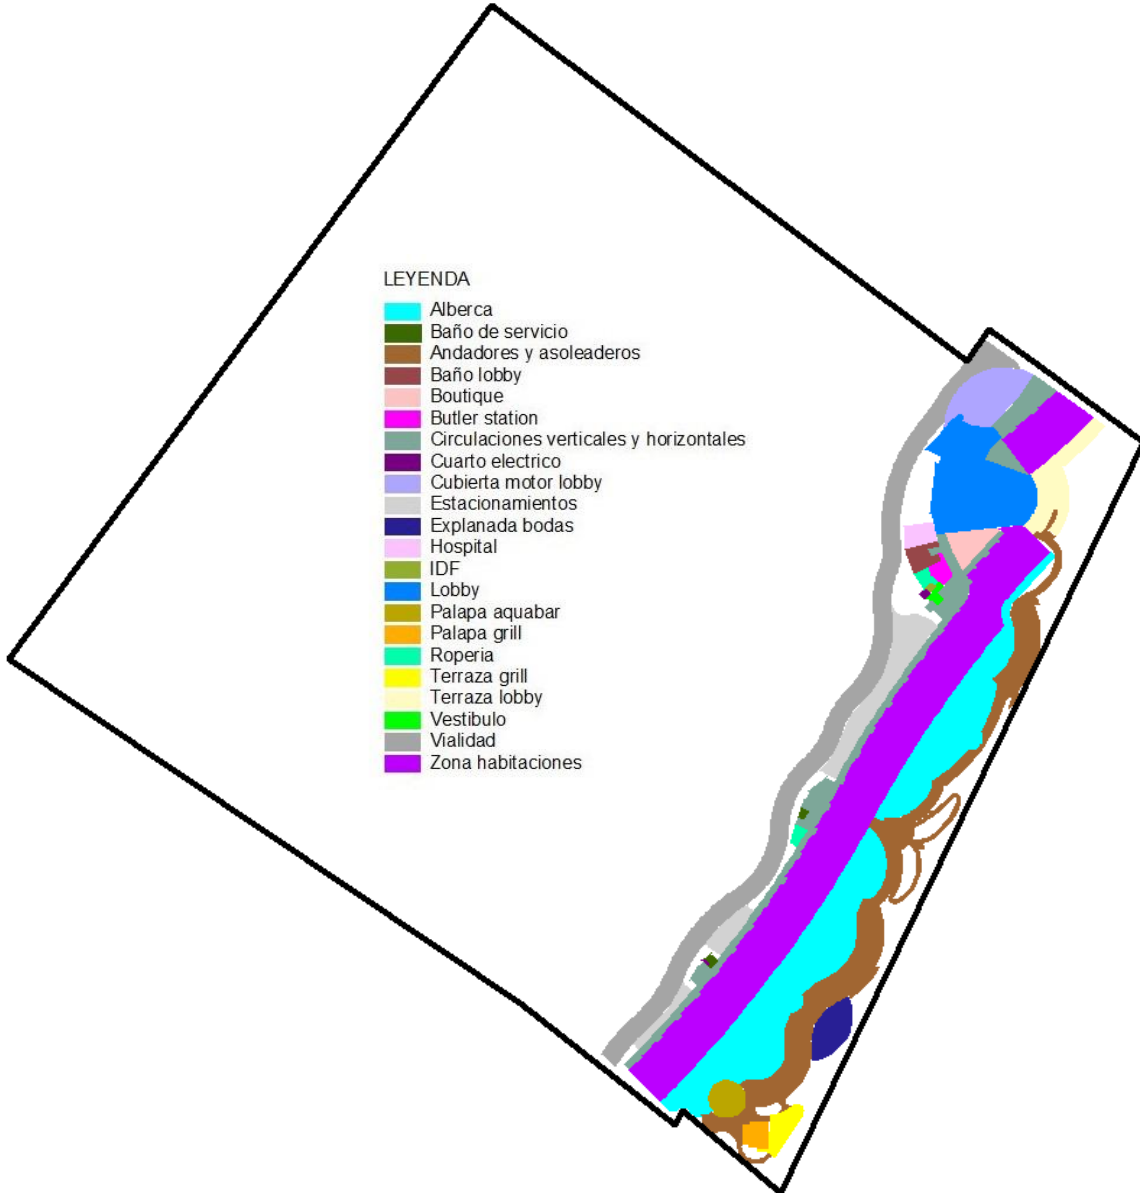 LEYENDA
Alberca
Baño de servicio
Andadores y asoleaderos
Baño lobby
Boutique
Butler station
Circulaciones verticales y horizontales
Cuarto electrico
Cubierta motor lobby
Estacionamientos
Explanada bodas
Hospital
IDF
Lobby
Palapa aquabar
Palapa grill
Roperia
Terraza grill
Terraza lobby
Vestibulo
Vialidad
Zona habitaciones